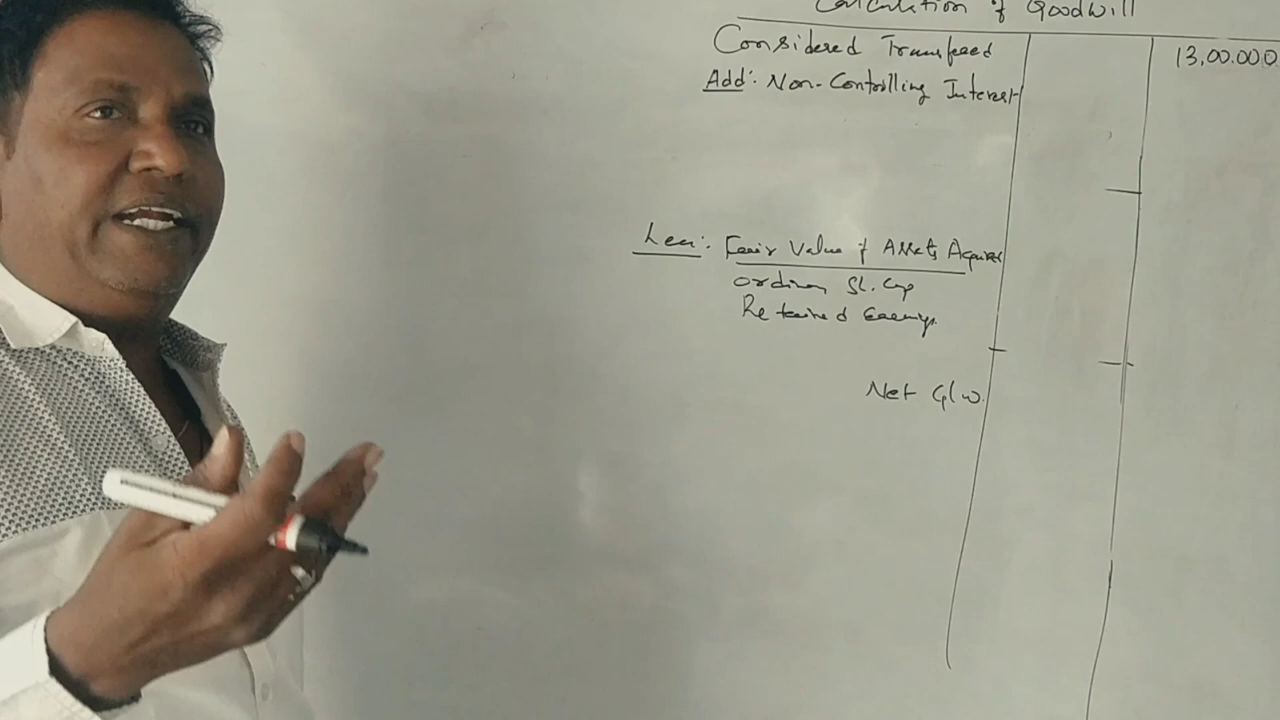 Calculation of Goodwill
Considered Transfeed 13,00,000
Add:- Non-Controlling Interest
Less:- Fair Value of Assets Acquired
Ordinary Sh. Cap
Retained Earnings
Net G/w.